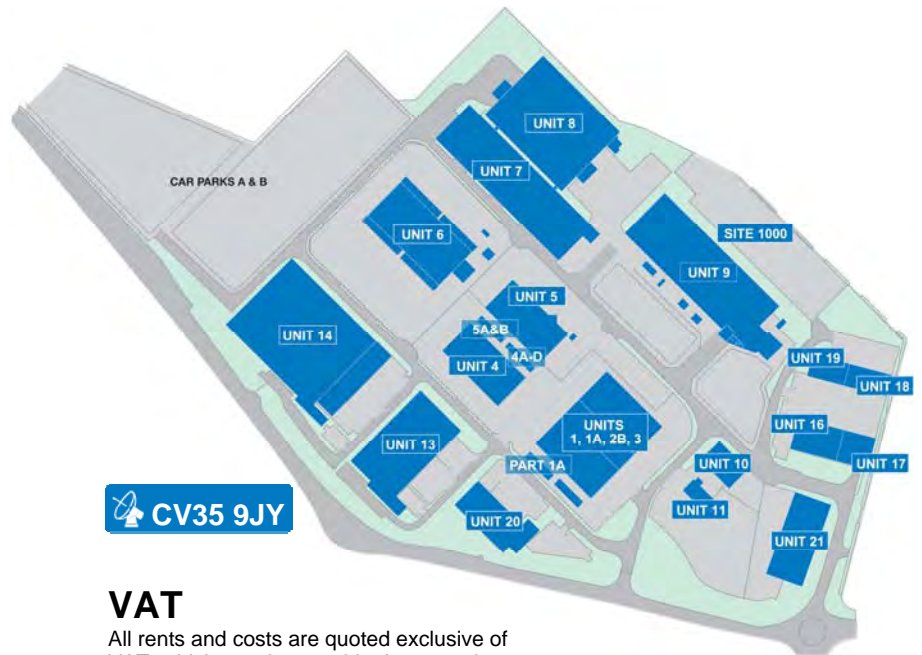 UNIT 8
UNIT 7
CAR PARKS A & B
UNIT 6
SITE 1000
UNIT 9
UNIT 5
5A&B
UNIT 14
4A-D
UNIT 4
UNIT 19
UNIT 18
UNITS
1, 1A, 2B, 3
UNIT 16
UNIT 13
PART 1A
UNIT 10
UNIT 17
UNIT 11
CV35 9JY
UNIT 20
UNIT 21
VAT
All rents and costs are quoted exclusive of